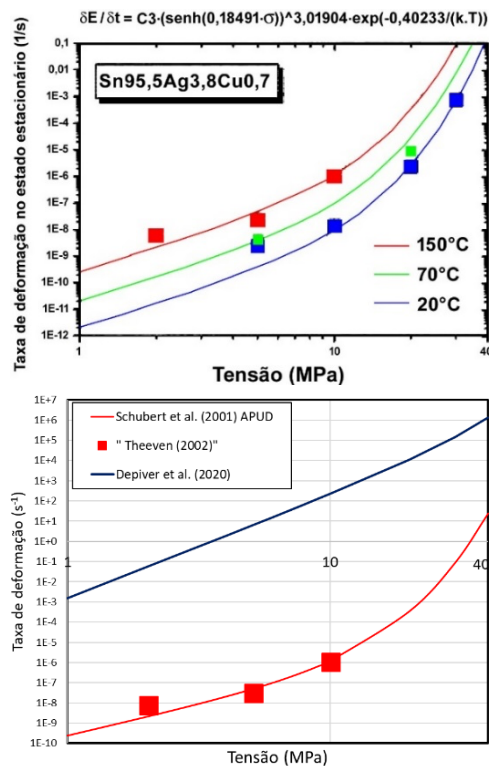 δE / δt = C3·(senh(0,18491·σ))^3,01904·exp(-0,40233/(k.T))
Taxa de deformação no estado estacionário (1/s)
0,1
0,01
1E-3
1E-4
1E-5
1E-6
1E-7
1E-8
1E-9
1E-10
1E-11
1E-12
Sn95,5Ag3,8Cu0,7
150°C
70°C
20°C
1
10
40
Tensão (MPa)
Taxa de deformação (s⁻¹)
1E+7
1E+6
1E+5
1E+4
1E+3
1E+2
1E+1
1E+0
1E-1
1E-2
1E-3
1E-4
1E-5
1E-6
1E-7
1E-8
1E-9
1E-10
Schubert et al. (2001) APUD
" Theeven (2002)"
Depiver et al. (2020)
1
10
40
Tensão (MPa)